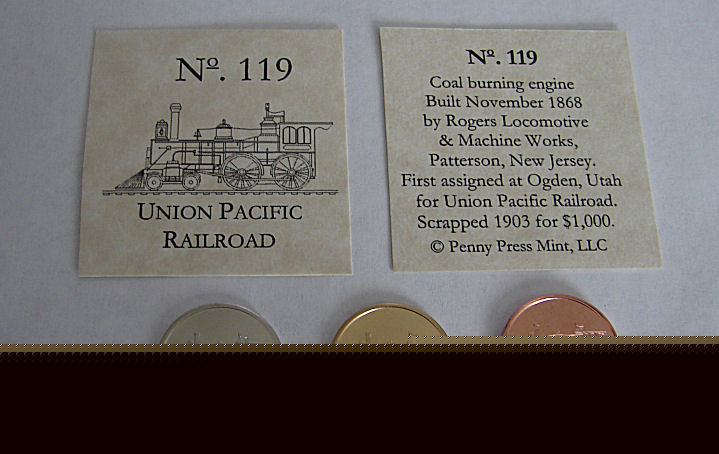 Nº. 119
UNION PACIFIC
RAILROAD
Nº. 119
Coal burning engine
Built November 1868
by Rogers Locomotive
& Machine Works,
Patterson, New Jersey.
First assigned at Ogden, Utah
for Union Pacific Railroad.
Scrapped 1903 for $1,000.
© Penny Press Mint, LLC